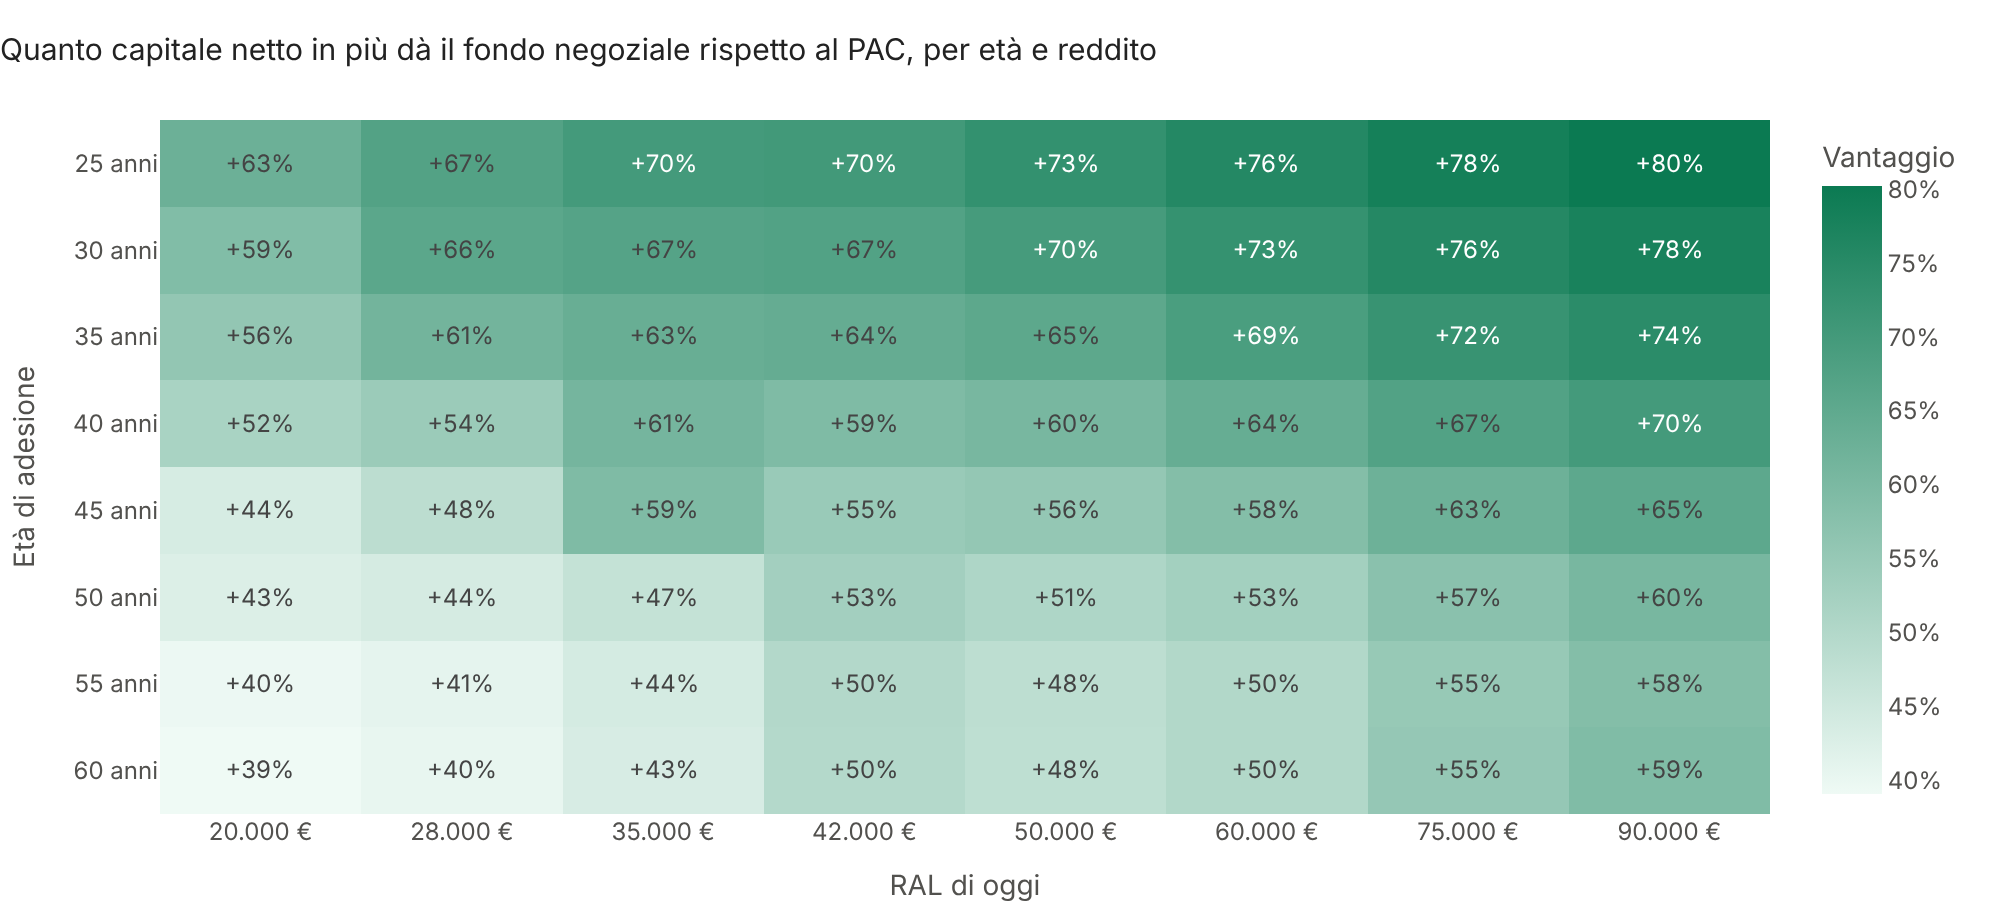 Quanto capitale netto in più dà il fondo negoziale rispetto al PAC, per età e reddito
Vantaggio
80%
75%
70%
65%
60%
55%
50%
45%
40%
Età di adesione
25 anni +63% +67% +70% +70% +73% +76% +78% +80%
30 anni +59% +66% +67% +67% +70% +73% +76% +78%
35 anni +56% +61% +63% +64% +65% +69% +72% +74%
40 anni +52% +54% +61% +59% +60% +64% +67% +70%
45 anni +44% +48% +59% +55% +56% +58% +63% +65%
50 anni +43% +44% +47% +53% +51% +53% +57% +60%
55 anni +40% +41% +44% +50% +48% +50% +55% +58%
60 anni +39% +40% +43% +50% +48% +50% +55% +59%
20.000 € 28.000 € 35.000 € 42.000 € 50.000 € 60.000 € 75.000 € 90.000 €
RAL di oggi